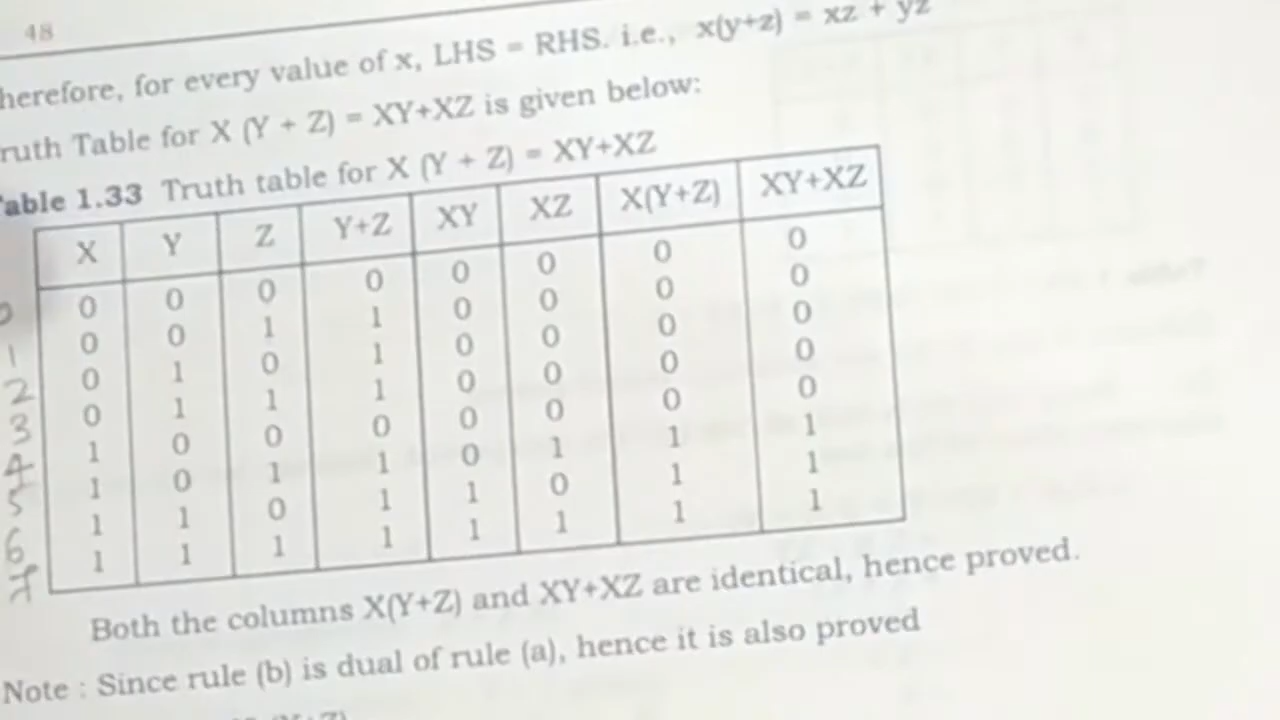 48
herefore, for every value of x, LHS = RHS. i.e., x(y+z) = xz + yz
ruth Table for X (Y + Z) = XY+XZ is given below:
Table 1.33 Truth table for X (Y + Z) = XY+XZ
X Y Z Y+Z XY XZ X(Y+Z) XY+XZ
0 0 0 0 0 0 0 0 0
1 0 0 1 1 0 0 0 0
2 0 1 0 1 0 0 0 0
3 0 1 1 1 0 0 0 0
4 1 0 0 0 0 0 0 0
5 1 0 1 1 0 1 1 1
6 1 1 0 1 1 0 1 1
7 1 1 1 1 1 1 1 1
Both the columns X(Y+Z) and XY+XZ are identical, hence proved.
Note : Since rule (b) is dual of rule (a), hence it is also proved